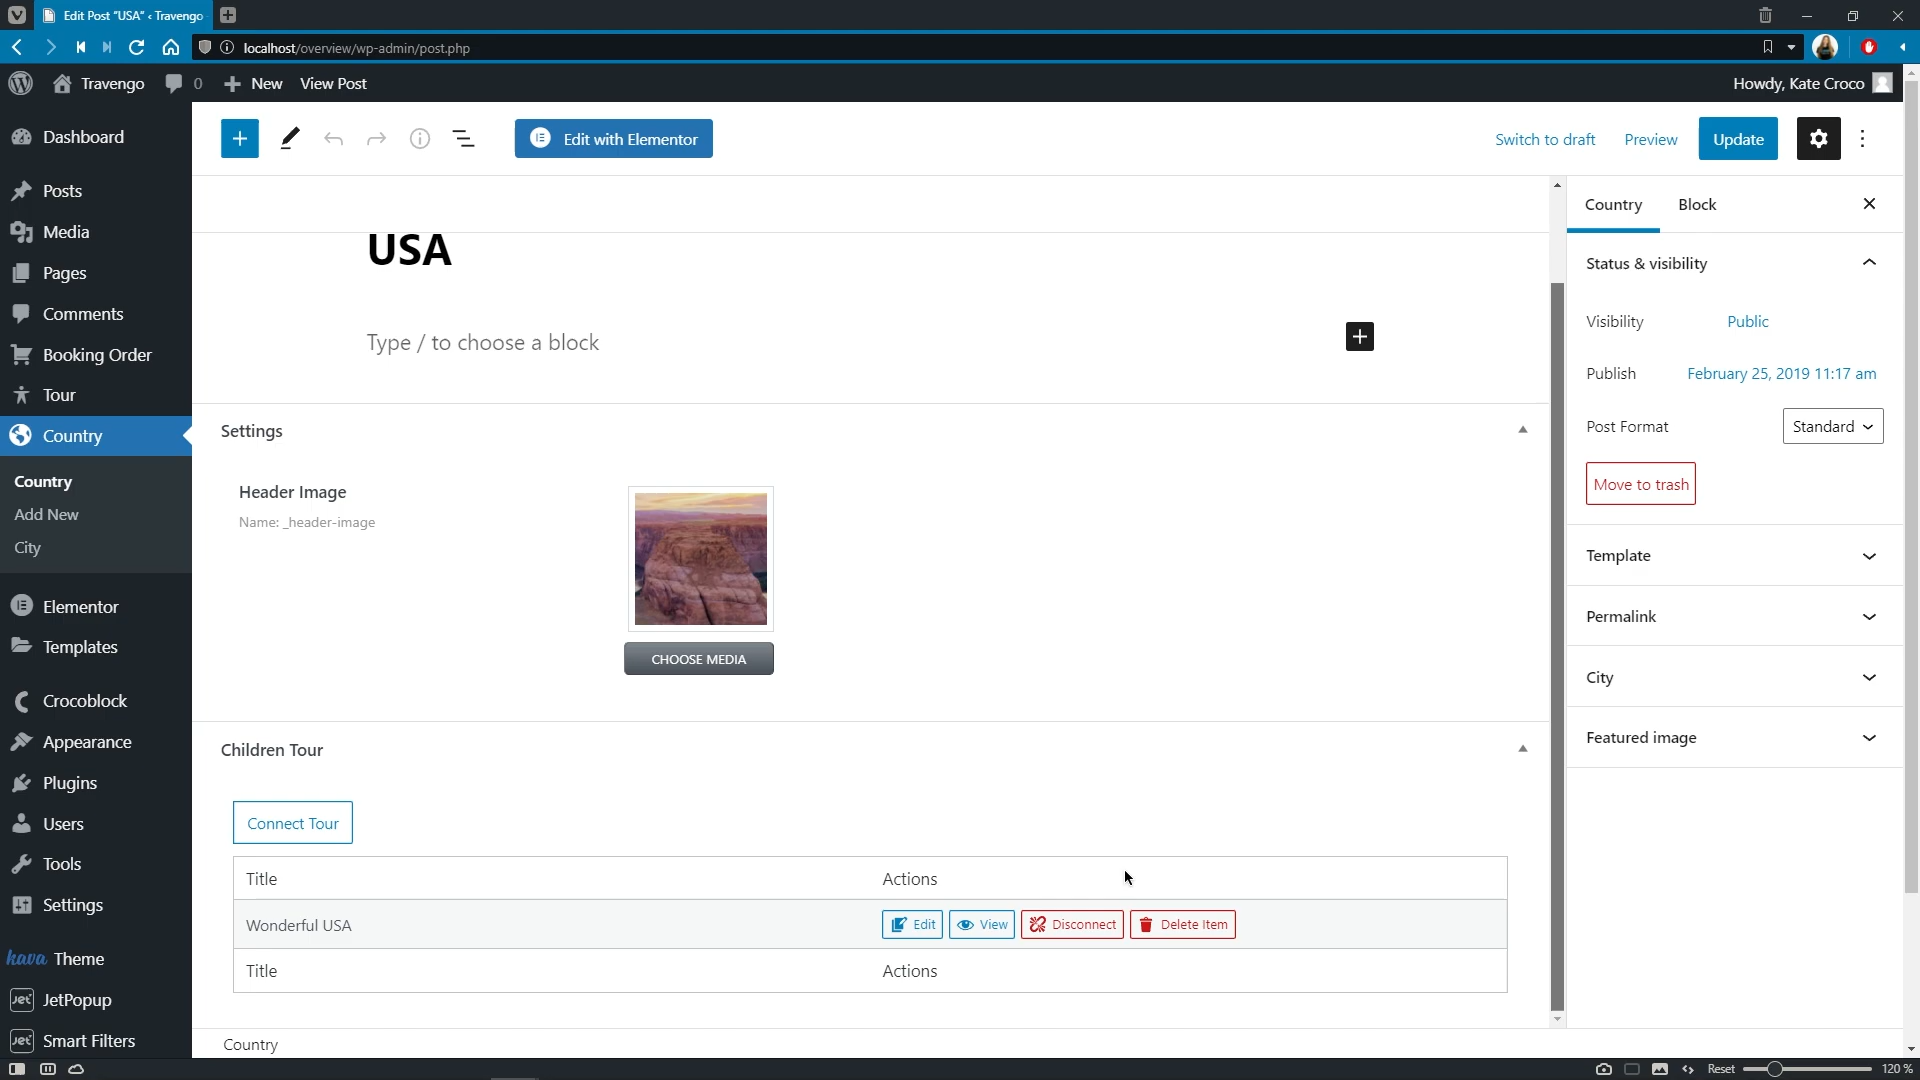 Edit Post “USA” ‹ Travengo
localhost/overview/wp-admin/post.php
Travengo 0 New View Post
Howdy, Kate Croco
Dashboard
Posts
Media
Pages
Comments
Booking Order
Tour
Country
Country
Add New
City
Elementor
Templates
Crocoblock
Appearance
Plugins
Users
Tools
Settings
kava Theme
Jet JetPopup
Jet Smart Filters
Edit with Elementor
Switch to draft Preview Update
USA
Type / to choose a block
Settings
Header Image
Name: _header-image
CHOOSE MEDIA
Children Tour
Connect Tour
Title Actions
Wonderful USA Edit View Disconnect Delete Item
Title Actions
Country
Country Block
Status & visibility
Visibility Public
Publish February 25, 2019 11:17 am
Post Format Standard
Move to trash
Template
Permalink
City
Featured image
Reset 120 %